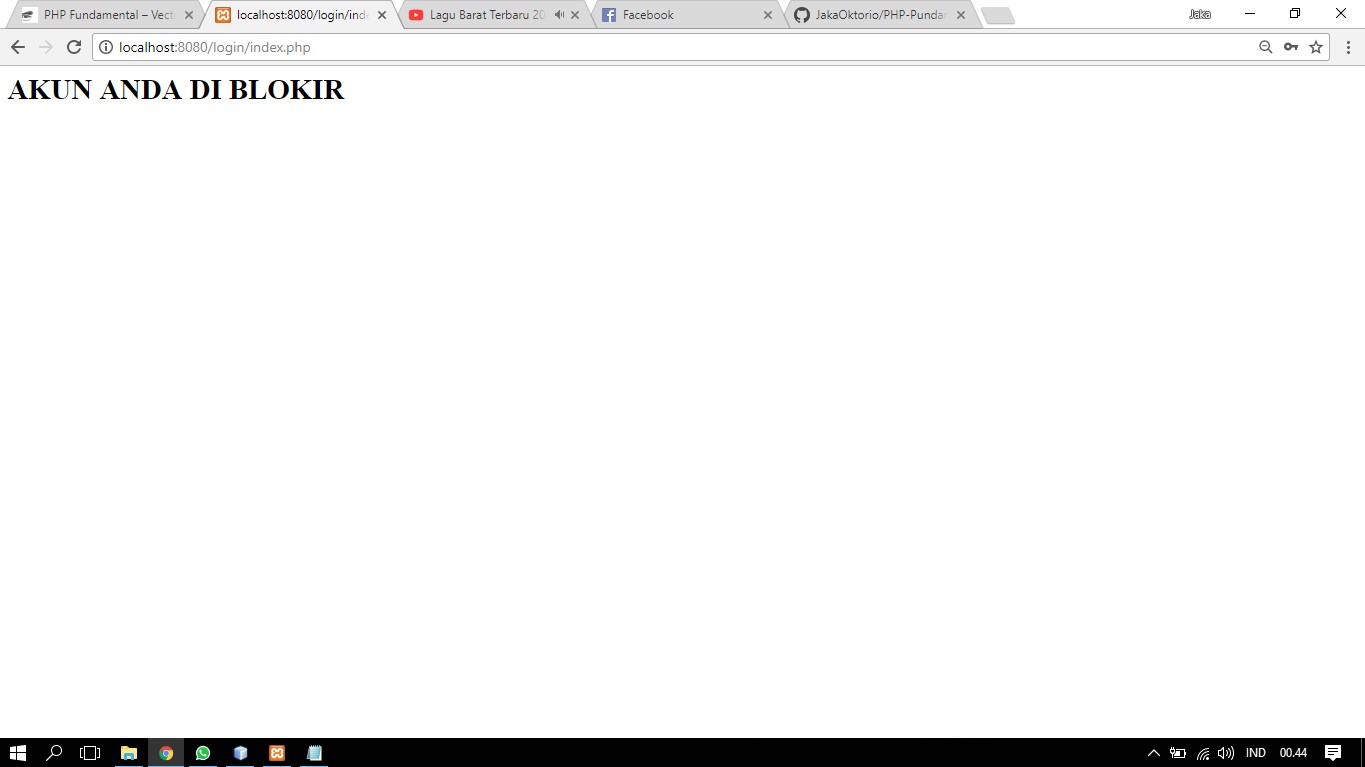 PHP Fundamental – Vect
localhost:8080/login/inde
Lagu Barat Terbaru 20
Facebook
JakaOktorio/PHP-Pundar
Jaka
localhost:8080/login/index.php
AKUN ANDA DI BLOKIR
IND
00.44